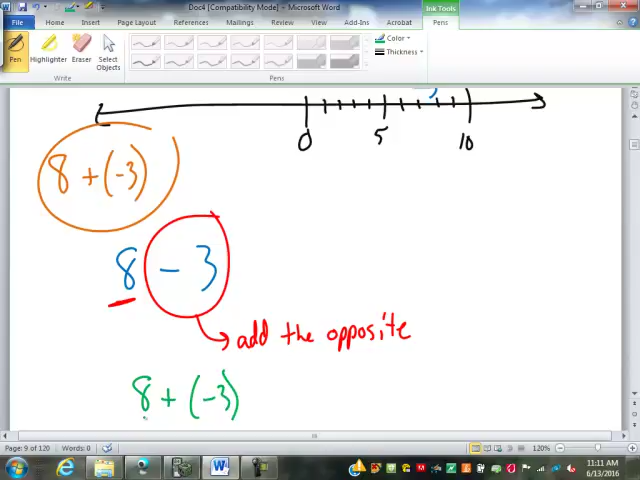 Doc4 [Compatibility Mode] - Microsoft Word
Ink Tools
File Home Insert Page Layout References Mailings Review View Add-Ins Acrobat Pens
Pen Highlighter Eraser Select Objects
Color
Thickness
Write Pens
0 5 10
8 + (-3)
8 - 3
add the opposite
8 + (-3)
Page: 9 of 120 Words: 0 120%
11:11 AM
6/13/2016